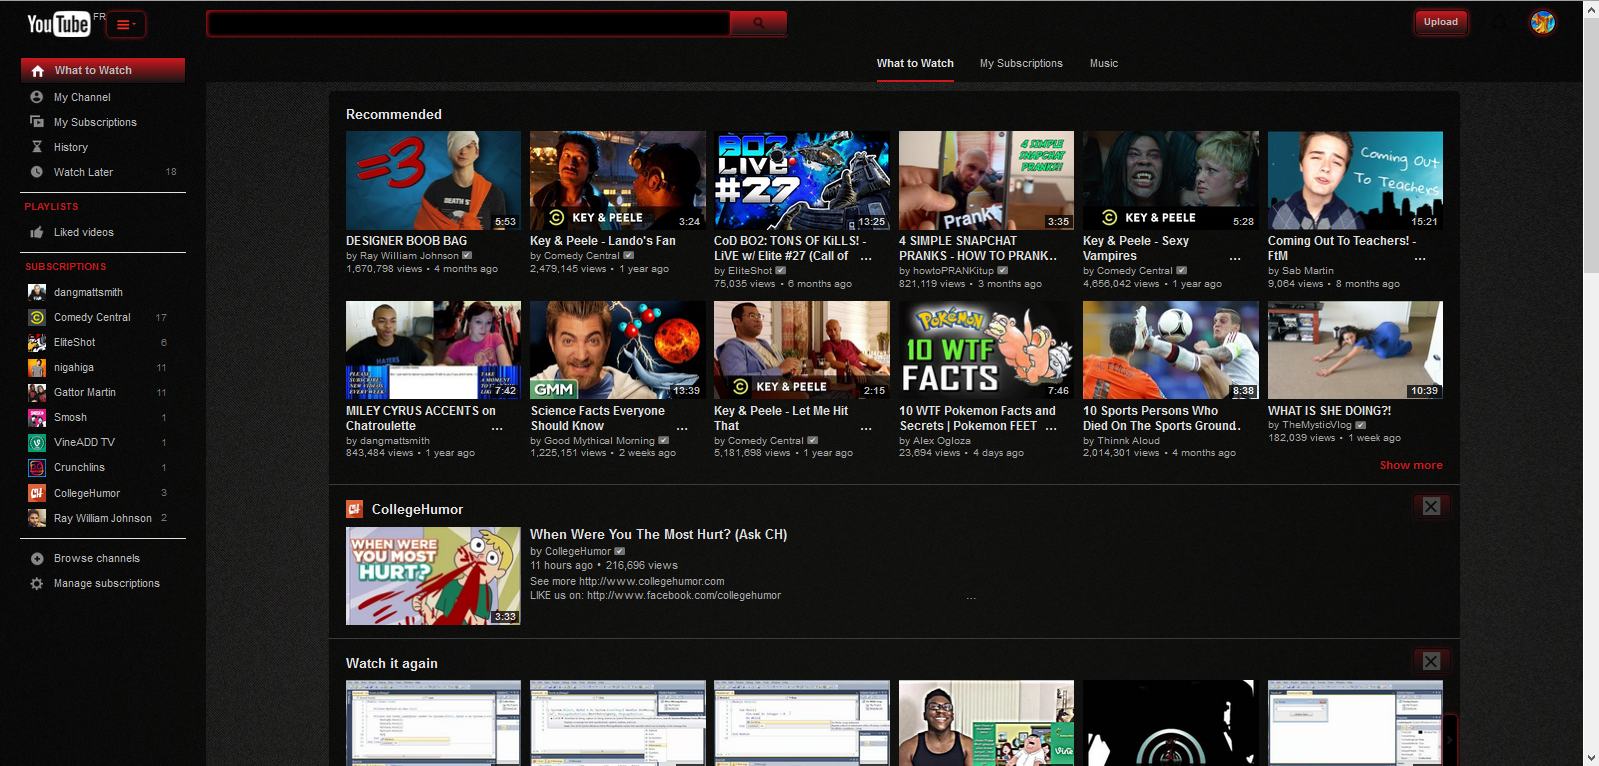 YouTube FR
Upload
What to Watch
My Channel
My Subscriptions
History
Watch Later 18
PLAYLISTS
Liked videos
SUBSCRIPTIONS
dangmattsmith
Comedy Central 17
EliteShot 6
nigahiga 11
Gattor Martin 11
Smosh 1
VineADD TV 1
Crunchlins 1
CollegeHumor 3
Ray William Johnson 2
Browse channels
Manage subscriptions
What to Watch My Subscriptions Music
Recommended
=3
5:53
DESIGNER BOOB BAG
by Ray William Johnson
1,670,798 views • 4 months ago
KEY & PEELE
3:24
Key & Peele - Lando's Fan
by Comedy Central
2,479,145 views • 1 year ago
BO2
LIVE
#27
13:25
CoD BO2: TONS OF KiLLS! -
LiVE w/ Elite #27 (Call of ...
by EliteShot
75,035 views • 6 months ago
4 SIMPLE
SNAPCHAT
PRANKS!!
Prank
3:35
4 SIMPLE SNAPCHAT
PRANKS - HOW TO PRANK..
by howtoPRANKitup
821,119 views • 3 months ago
KEY & PEELE
5:28
Key & Peele - Sexy
Vampires ...
by Comedy Central
4,656,042 views • 1 year ago
Coming Out
To Teachers!
15:21
Coming Out To Teachers! -
FtM ...
by Sab Martin
9,064 views • 8 months ago
7:42
MILEY CYRUS ACCENTS on
Chatroulette ...
by dangmattsmith
843,484 views • 1 year ago
GMM
13:39
Science Facts Everyone
Should Know ...
by Good Mythical Morning
1,225,151 views • 2 weeks ago
KEY & PEELE
2:15
Key & Peele - Let Me Hit
That ...
by Comedy Central
5,181,698 views • 1 year ago
POKéMON
10 WTF
FACTS
7:46
10 WTF Pokemon Facts and
Secrets | Pokemon FEET ...
by Alex Ogloza
23,694 views • 4 days ago
8:38
10 Sports Persons Who
Died On The Sports Ground..
by Thinnk Aloud
2,014,301 views • 4 months ago
10:39
WHAT IS SHE DOING?!
by TheMysticVlog
182,039 views • 1 week ago
Show more
CH CollegeHumor
WHEN WERE
YOU MOST
HURT?
3:33
When Were You The Most Hurt? (Ask CH)
by CollegeHumor
11 hours ago • 216,696 views
See more http://www.collegehumor.com
LIKE us on: http://www.facebook.com/collegehumor ...
Watch it again